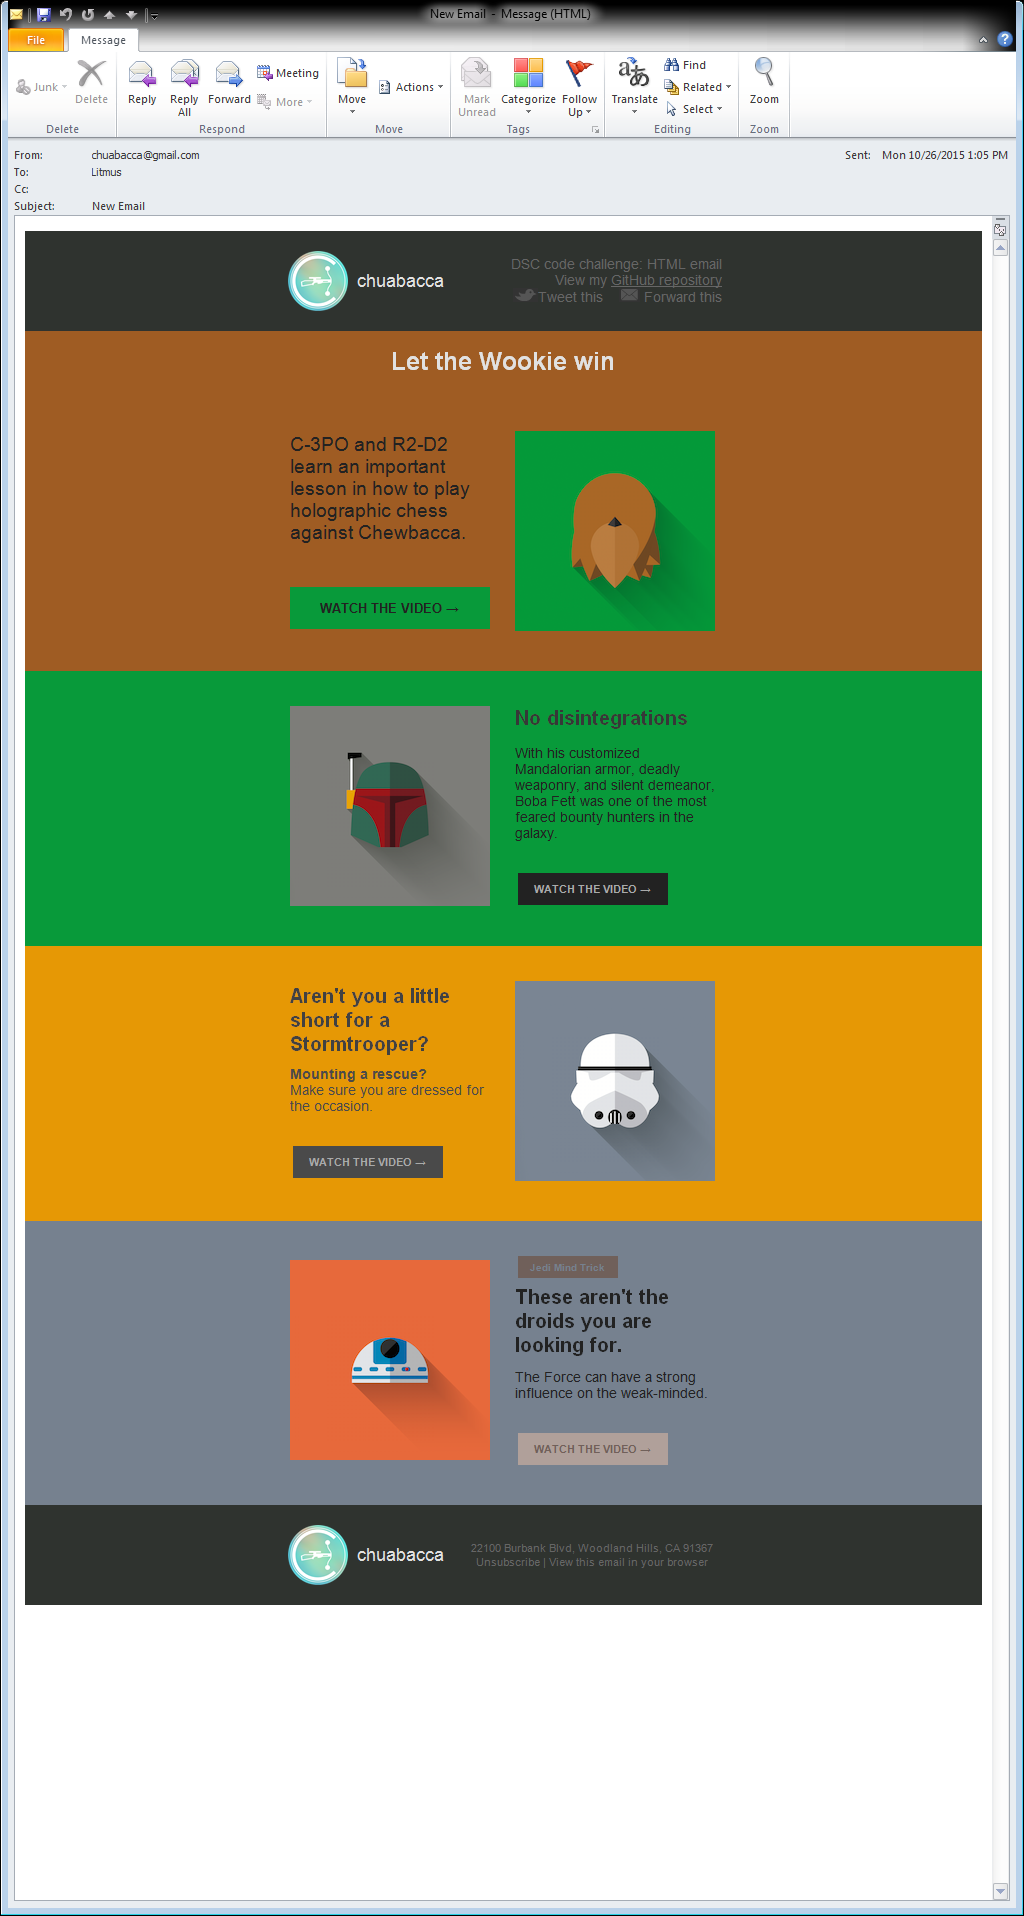 New Email - Message (HTML)
File
Message
Junk
Delete
Reply
Reply All
Forward
Meeting
More
Move
Actions
Mark Unread
Categorize
Follow Up
Translate
Find
Related
Select
Zoom
Delete
Respond
Move
Tags
Editing
Zoom
From: chuabacca@gmail.com
Sent: Mon 10/26/2015 1:05 PM
To: Litmus
Cc:
Subject: New Email
chuabacca
DSC code challenge: HTML email
View my GitHub repository
Tweet this Forward this
Let the Wookie win
C-3PO and R2-D2
learn an important
lesson in how to play
holographic chess
against Chewbacca.
WATCH THE VIDEO →
No disintegrations
With his customized
Mandalorian armor, deadly
weaponry, and silent demeanor,
Boba Fett was one of the most
feared bounty hunters in the
galaxy.
WATCH THE VIDEO →
Aren't you a little
short for a
Stormtrooper?
Mounting a rescue?
Make sure you are dressed for
the occasion.
WATCH THE VIDEO →
Jedi Mind Trick
These aren't the
droids you are
looking for.
The Force can have a strong
influence on the weak-minded.
WATCH THE VIDEO →
chuabacca
22100 Burbank Blvd, Woodland Hills, CA 91367
Unsubscribe | View this email in your browser